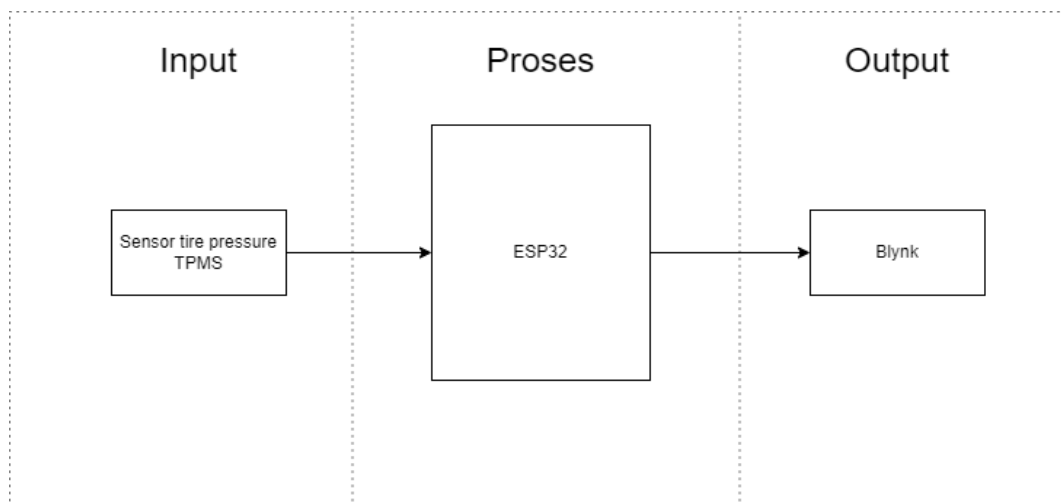 Input
Proses
Output
Sensor tire pressure
TPMS
ESP32
Blynk